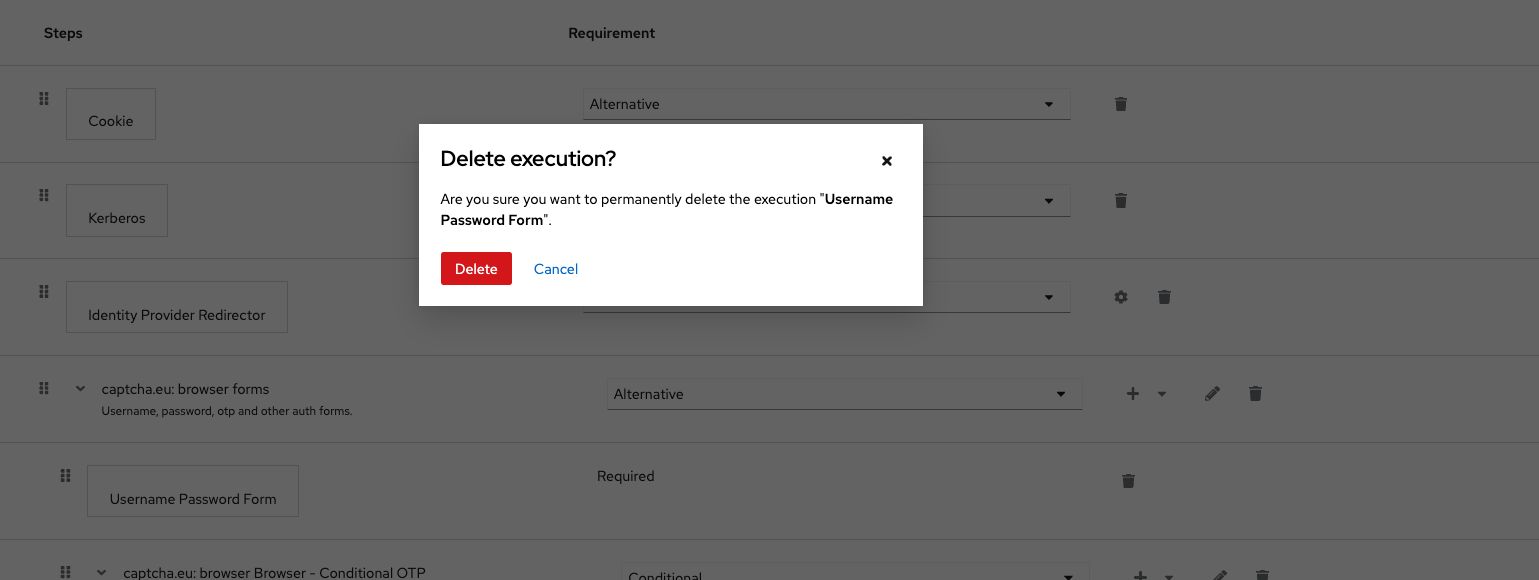 Steps
Requirement
Cookie
Alternative
Delete execution?
Are you sure you want to permanently delete the execution "Username
Password Form".
Delete
Cancel
Kerberos
Identity Provider Redirector
captcha.eu: browser forms
Username, password, otp and other auth forms.
Alternative
Username Password Form
Required
captcha.eu: browser Browser - Conditional OTP
Conditional